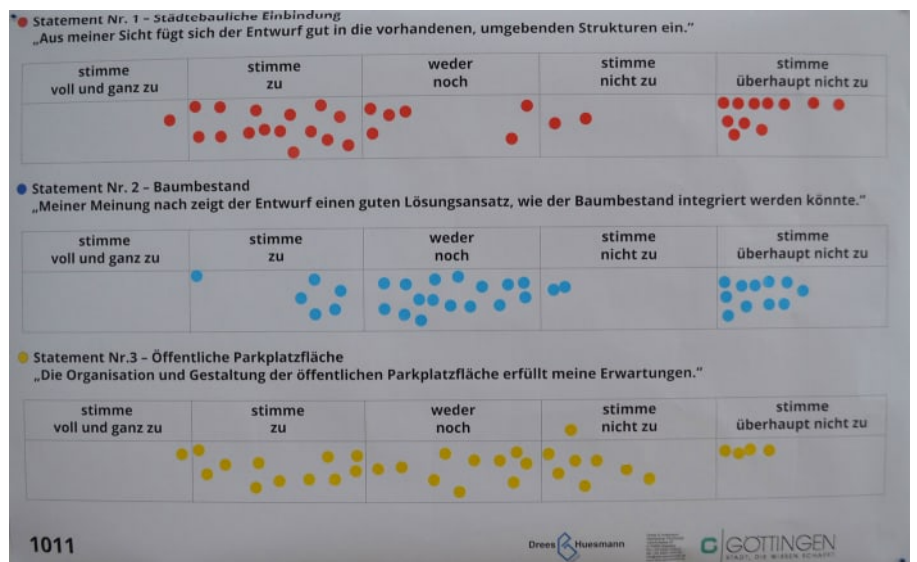 Statement Nr. 1 – Städtebauliche Einbindung
„Aus meiner Sicht fügt sich der Entwurf gut in die vorhandenen, umgebenden Strukturen ein.“
stimme voll und ganz zu
stimme zu
weder noch
stimme nicht zu
stimme überhaupt nicht zu
Statement Nr. 2 – Baumbestand
„Meiner Meinung nach zeigt der Entwurf einen guten Lösungsansatz, wie der Baumbestand integriert werden könnte.“
stimme voll und ganz zu
stimme zu
weder noch
stimme nicht zu
stimme überhaupt nicht zu
Statement Nr.3 – Öffentliche Parkplatzfläche
„Die Organisation und Gestaltung der öffentlichen Parkplatzfläche erfüllt meine Erwartungen.“
stimme voll und ganz zu
stimme zu
weder noch
stimme nicht zu
stimme überhaupt nicht zu
1011
Drees Huesmann
GÖTTINGEN
STADT, DIE WISSEN SCHAFFT